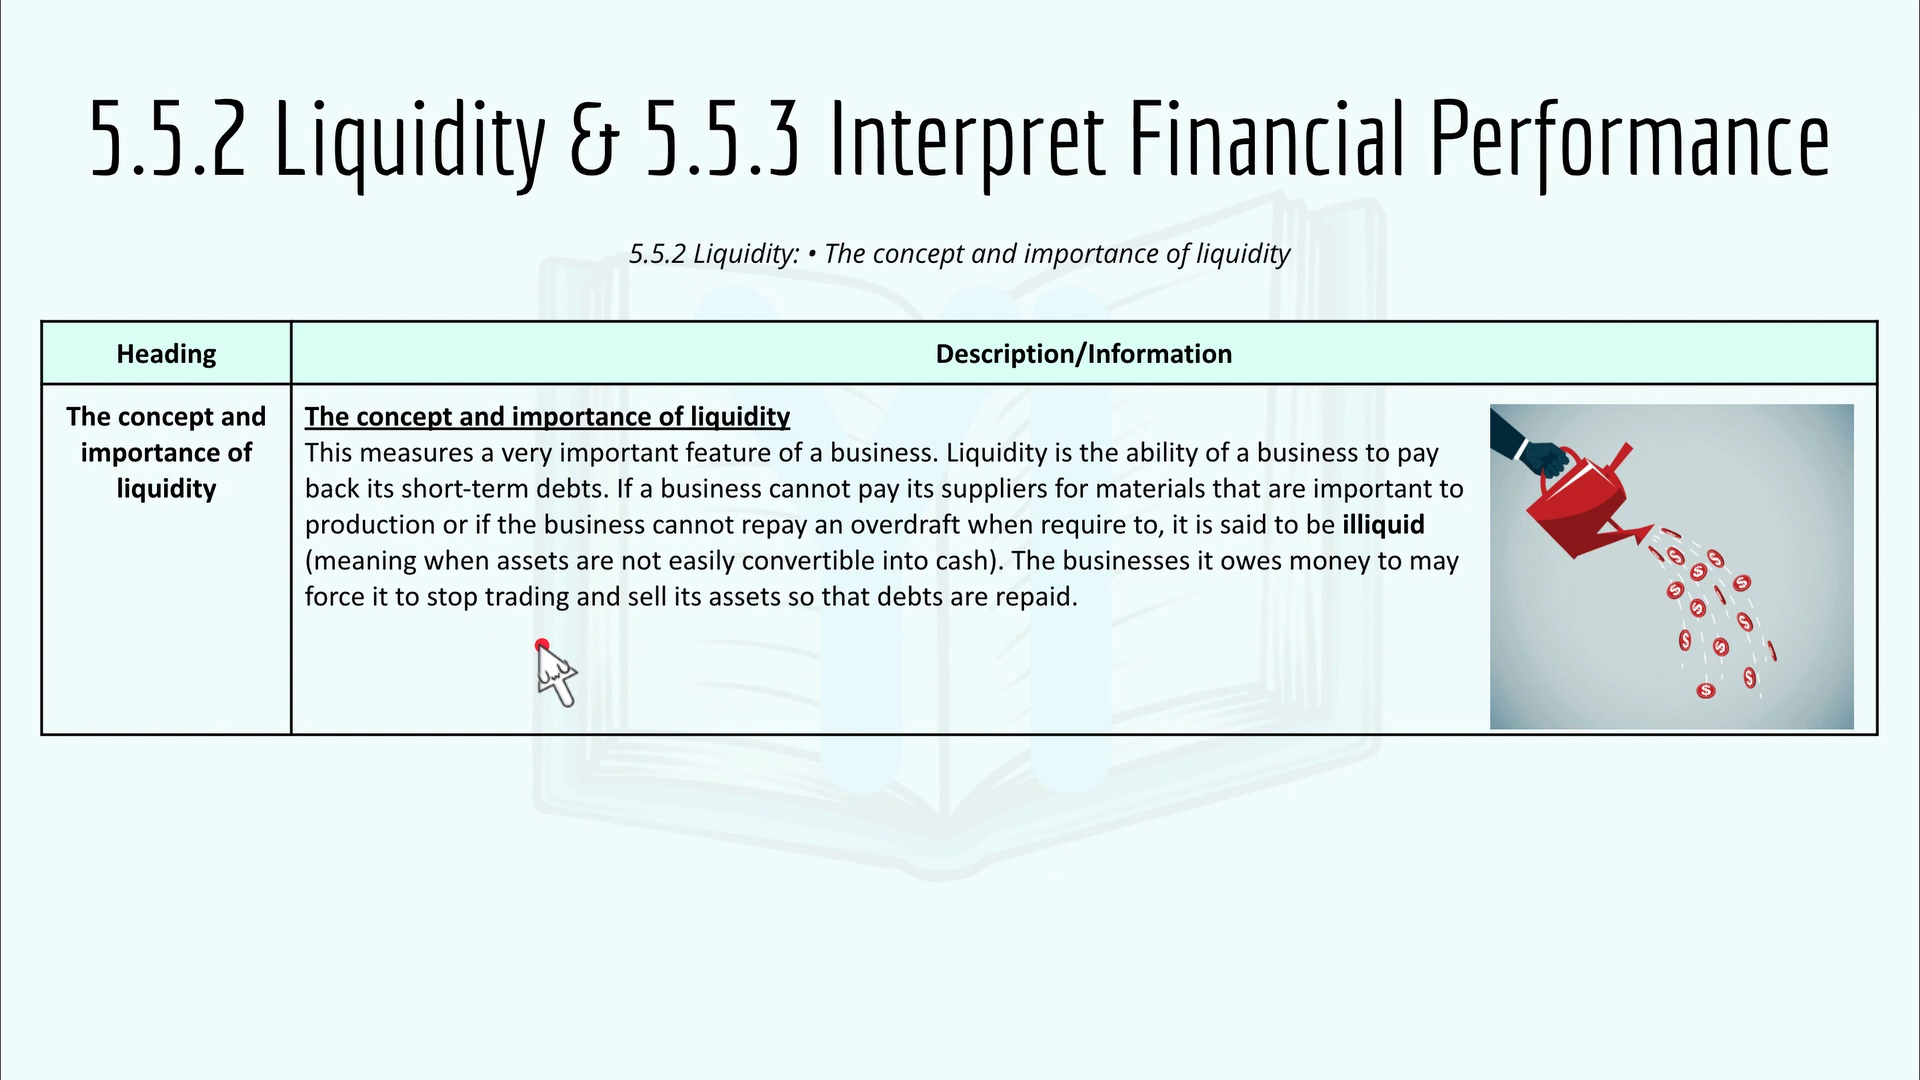 5.5.2 Liquidity & 5.5.3 Interpret Financial Performance
5.5.2 Liquidity: • The concept and importance of liquidity
Heading
Description/Information
The concept and
importance of
liquidity
The concept and importance of liquidity
This measures a very important feature of a business. Liquidity is the ability of a business to pay
back its short-term debts. If a business cannot pay its suppliers for materials that are important to
production or if the business cannot repay an overdraft when require to, it is said to be illiquid
(meaning when assets are not easily convertible into cash). The businesses it owes money to may
force it to stop trading and sell its assets so that debts are repaid.